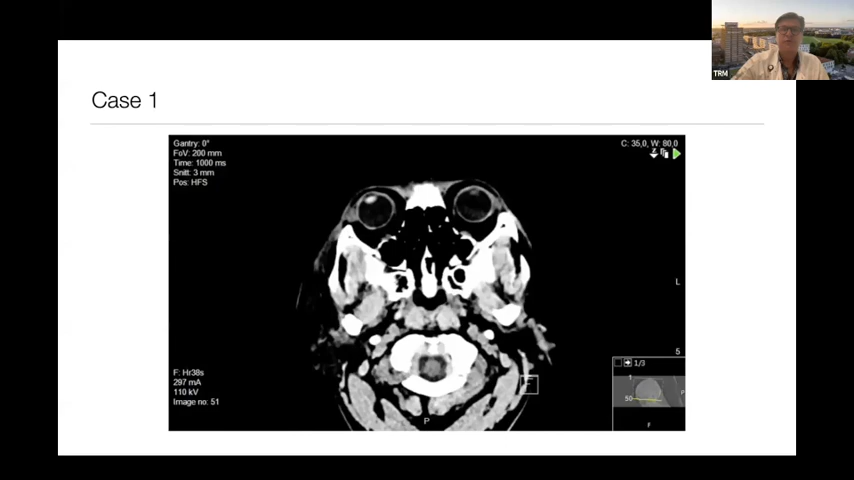 TRM
Case 1
Gantry: 0°
FoV: 200 mm
Time: 1000 ms
Snitt: 3 mm
Pos: HFS
C: 35,0, W: 80,0
L
5
1/3
1
50
P
F
F: Hr38s
297 mA
110 kV
Image no: 51
P